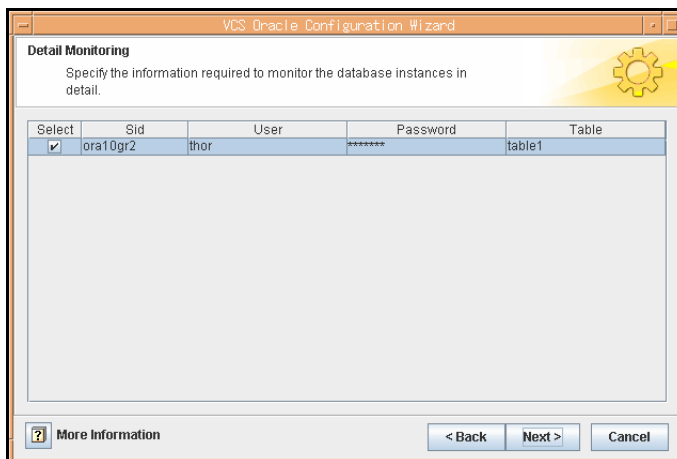 VCS Oracle Configuration Wizard
Detail Monitoring
Specify the information required to monitor the database instances in
detail.
Select Sid User Password Table
ora10gr2 thor ******* table1
? More Information < Back Next > Cancel